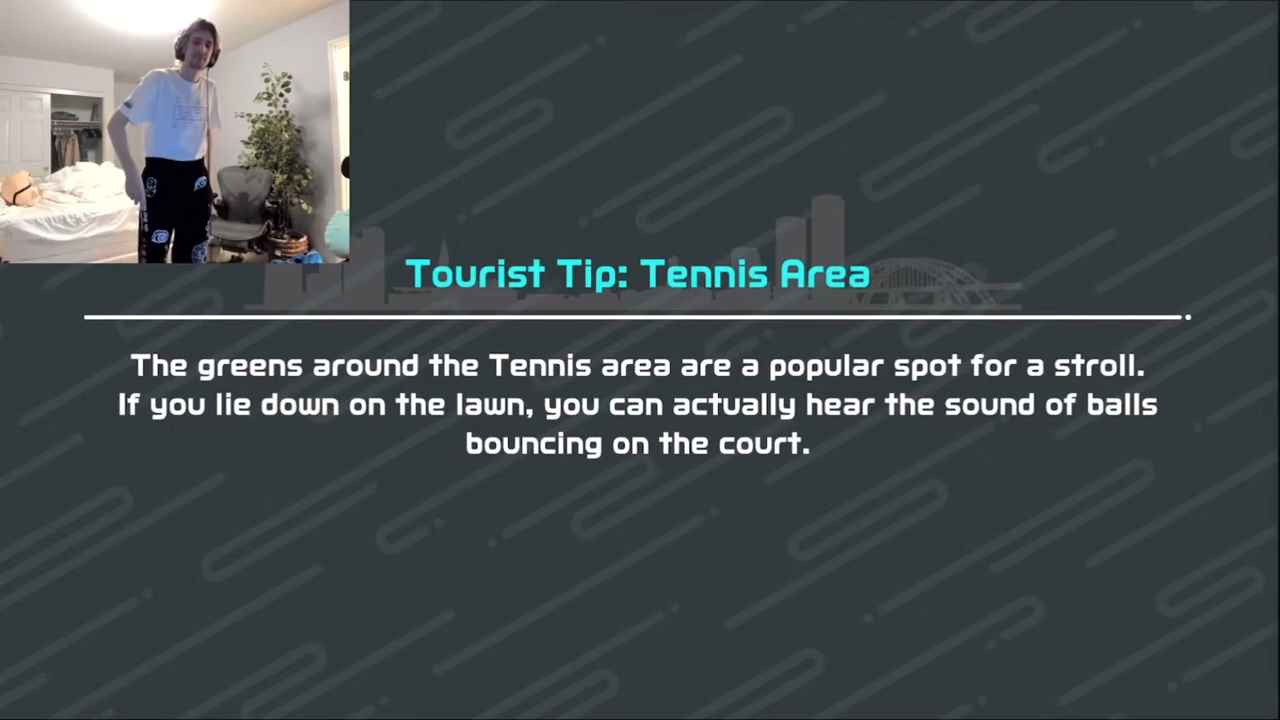 Tourist Tip: Tennis Area
The greens around the Tennis area are a popular spot for a stroll.
If you lie down on the lawn, you can actually hear the sound of balls
bouncing on the court.